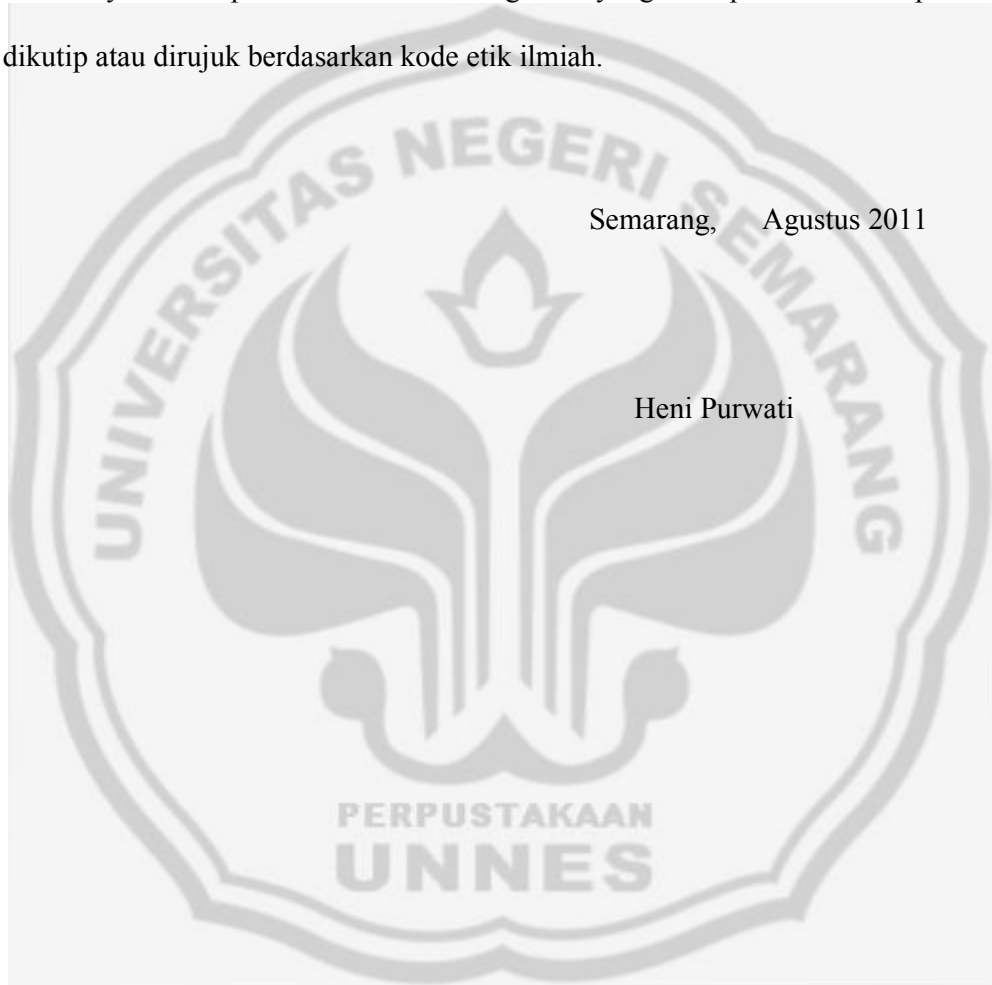 dikutip atau dirujuk berdasarkan kode etik ilmiah.
UNIVERSITAS NEGERI SEMARANG
Semarang, Agustus 2011
Heni Purwati
PERPUSTAKAAN
UNNES